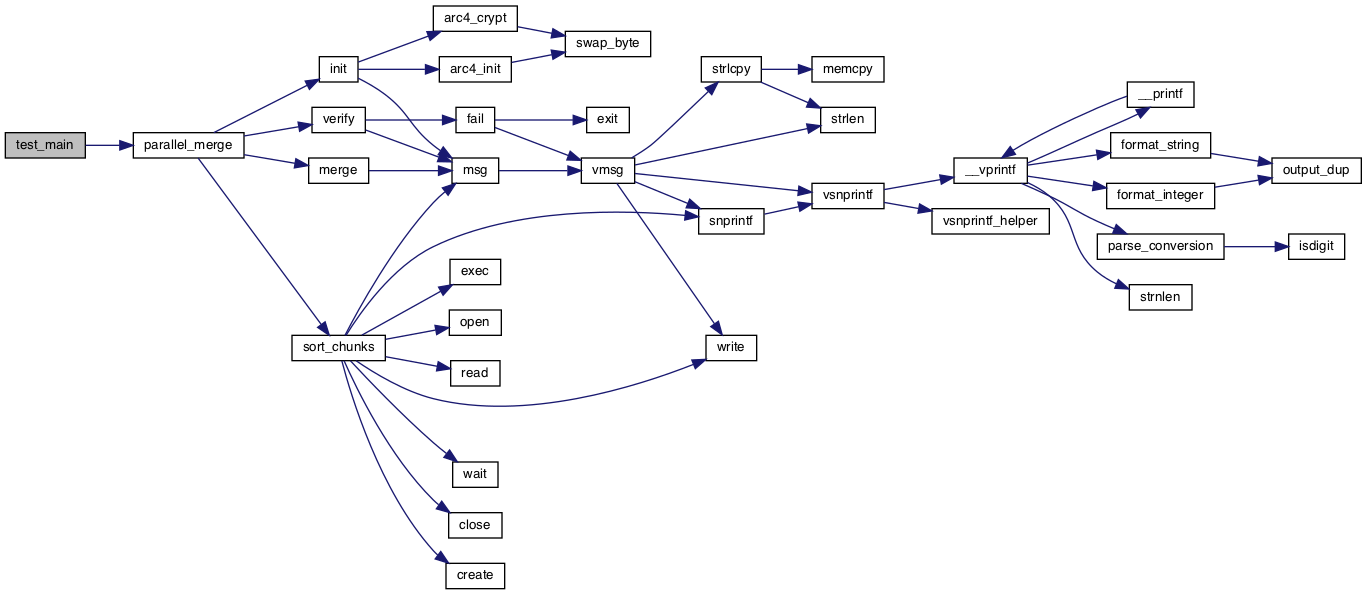 test_main
parallel_merge
init
verify
merge
sort_chunks
arc4_crypt
arc4_init
fail
msg
exec
open
read
wait
close
create
swap_byte
exit
vmsg
strlcpy
snprintf
write
memcpy
strlen
vsnprintf
__vprintf
vsnprintf_helper
__printf
format_string
format_integer
parse_conversion
strnlen
output_dup
isdigit